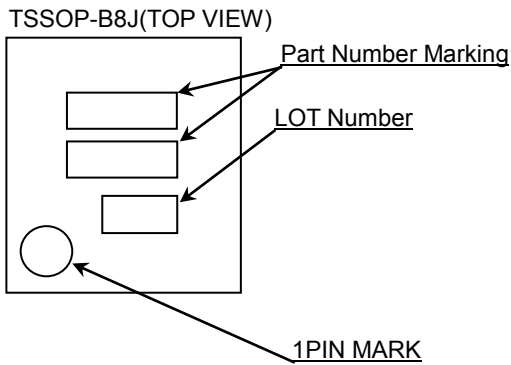 TSSOP-B8J(TOP VIEW)
Part Number Marking
LOT Number
1PIN MARK